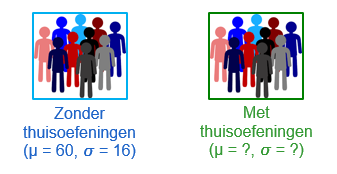 Zonder
thuisoefeningen
(μ = 60, σ = 16)
Met
thuisoefeningen
(μ = ?, σ = ?)